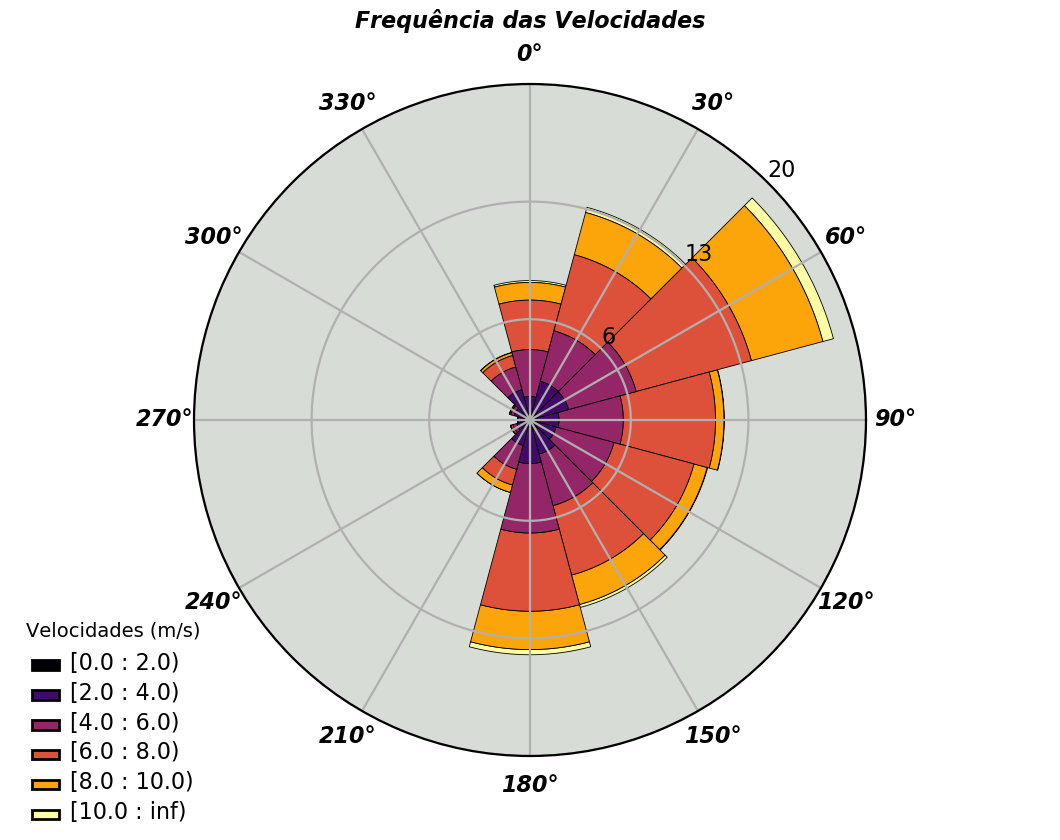 Frequência das Velocidades
0°
330°
30°
20
300°
60°
13
6
270°
90°
240°
120°
Velocidades (m/s)
[0.0 : 2.0)
[2.0 : 4.0)
[4.0 : 6.0)
210°
150°
[6.0 : 8.0)
[8.0 : 10.0)
180°
[10.0 : inf)